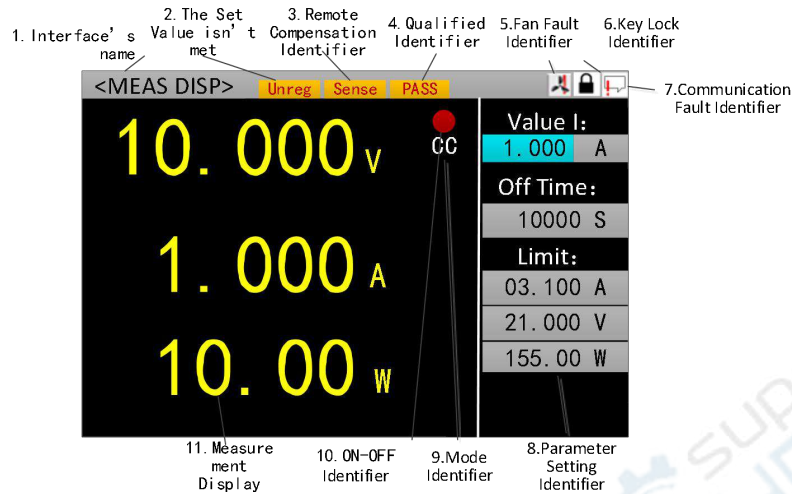 1. Interface's
name
2. The Set
Value isn't
met
3. Remote
Compensation
Identifier
4. Qualified
Identifier
5.Fan Fault
Identifier
6.Key Lock
Identifier
7.Communication
Fault Identifier
<MEAS DISP>
Unreg
Sense
PASS
10.000 V
CC
1.000 A
10.00 W
Value I:
1.000 A
Off Time:
10000 S
Limit:
03.100 A
21.000 V
155.00 W
11. Measure
ment
Display
10. ON-OFF
Identifier
9.Mode
Identifier
8.Parameter
Setting
Identifier